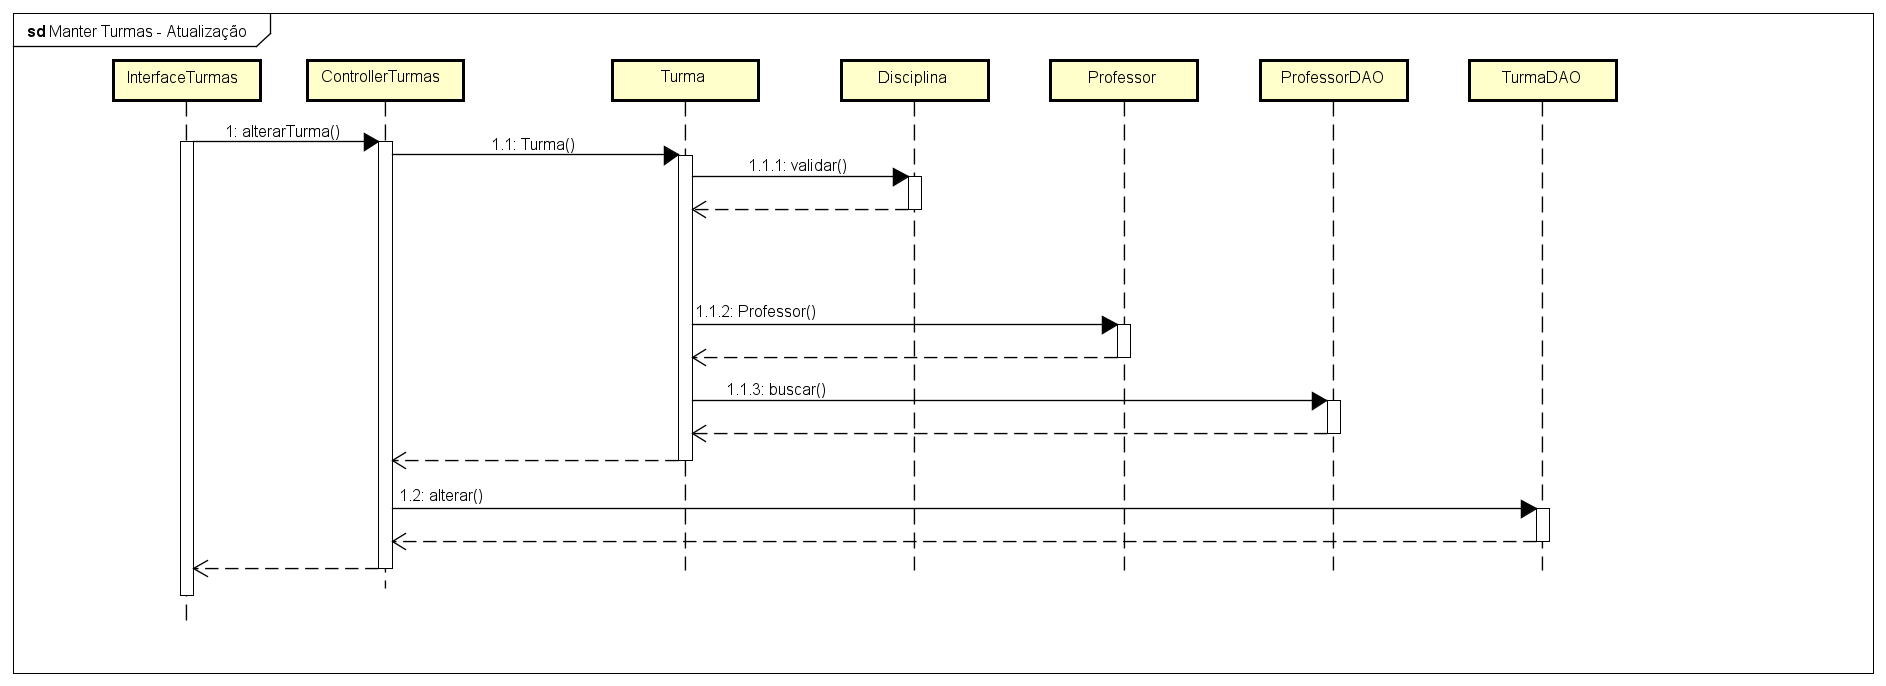 sd Manter Turmas - Atualização
InterfaceTurmas
ControllerTurmas
Turma
Disciplina
Professor
ProfessorDAO
TurmaDAO
1: alterarTurma()
1.1: Turma()
1.1.1: validar()
1.1.2: Professor()
1.1.3: buscar()
1.2: alterar()